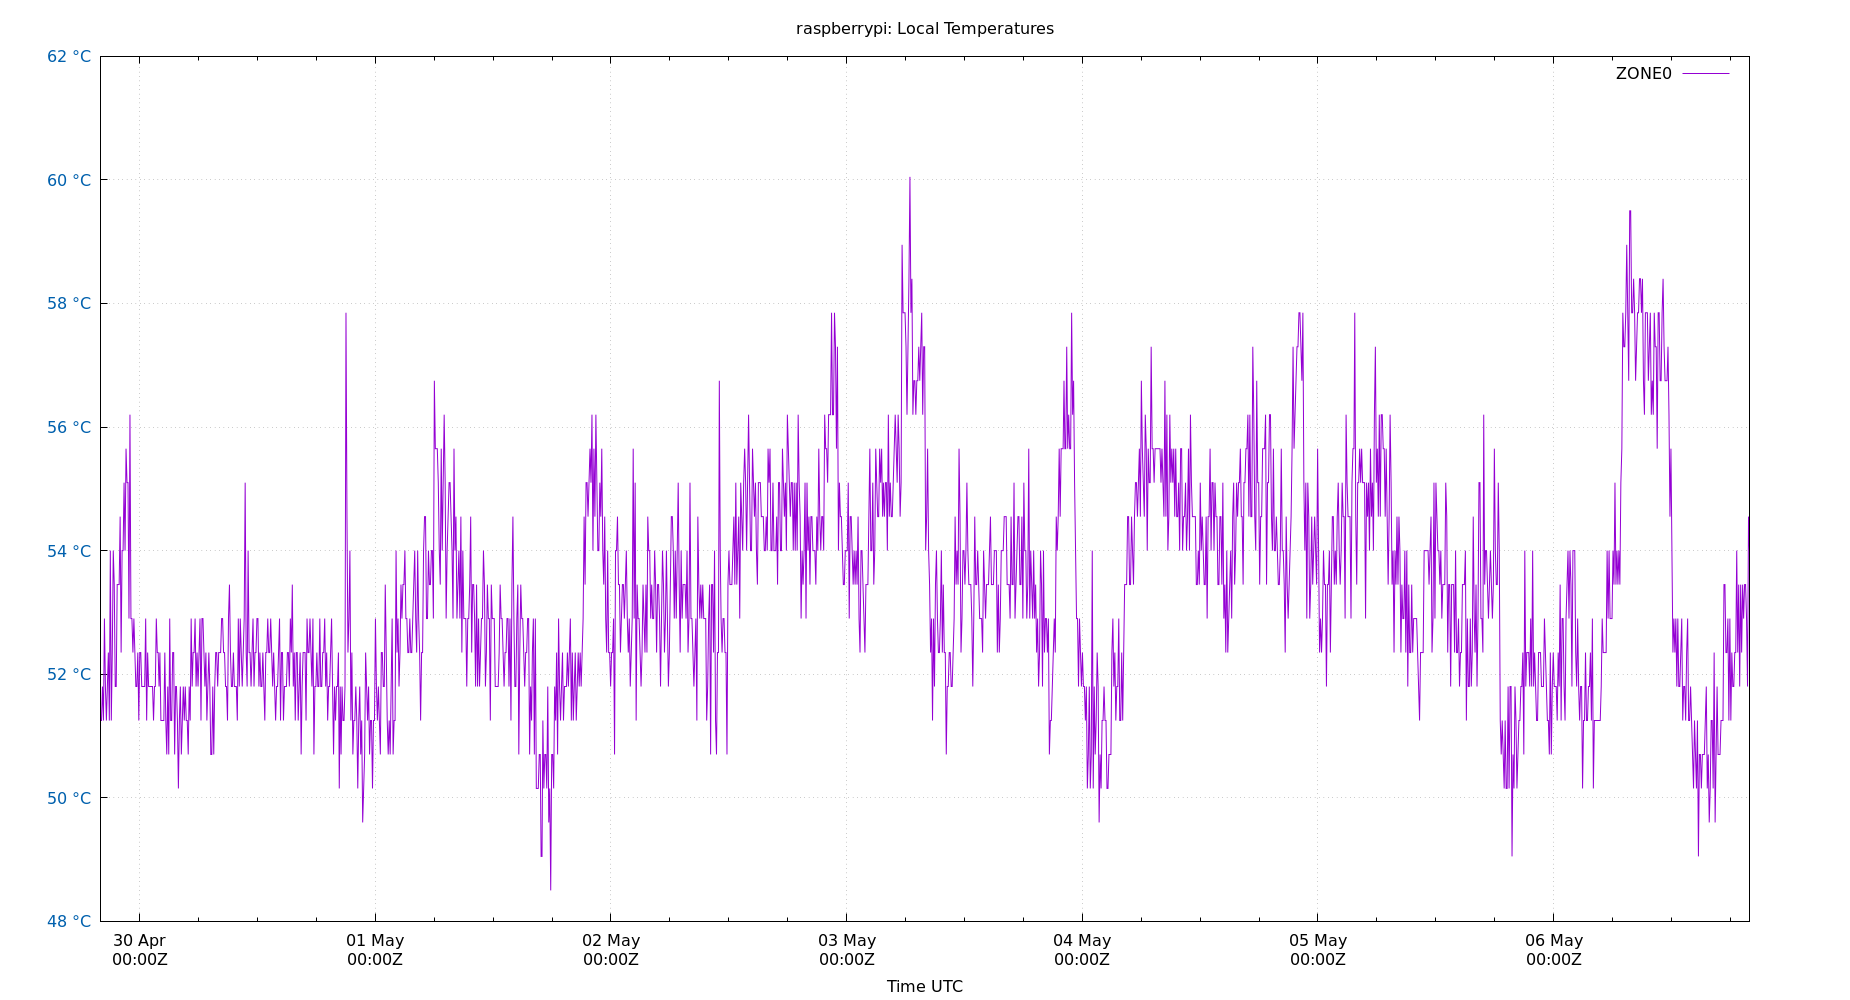 raspberrypi: Local Temperatures
62 °C
ZONE0
60 °C
58 °C
56 °C
54 °C
52 °C
50 °C
48 °C
30 Apr 01 May 02 May 03 May 04 May 05 May 06 May
00:00Z 00:00Z 00:00Z 00:00Z 00:00Z 00:00Z 00:00Z
Time UTC